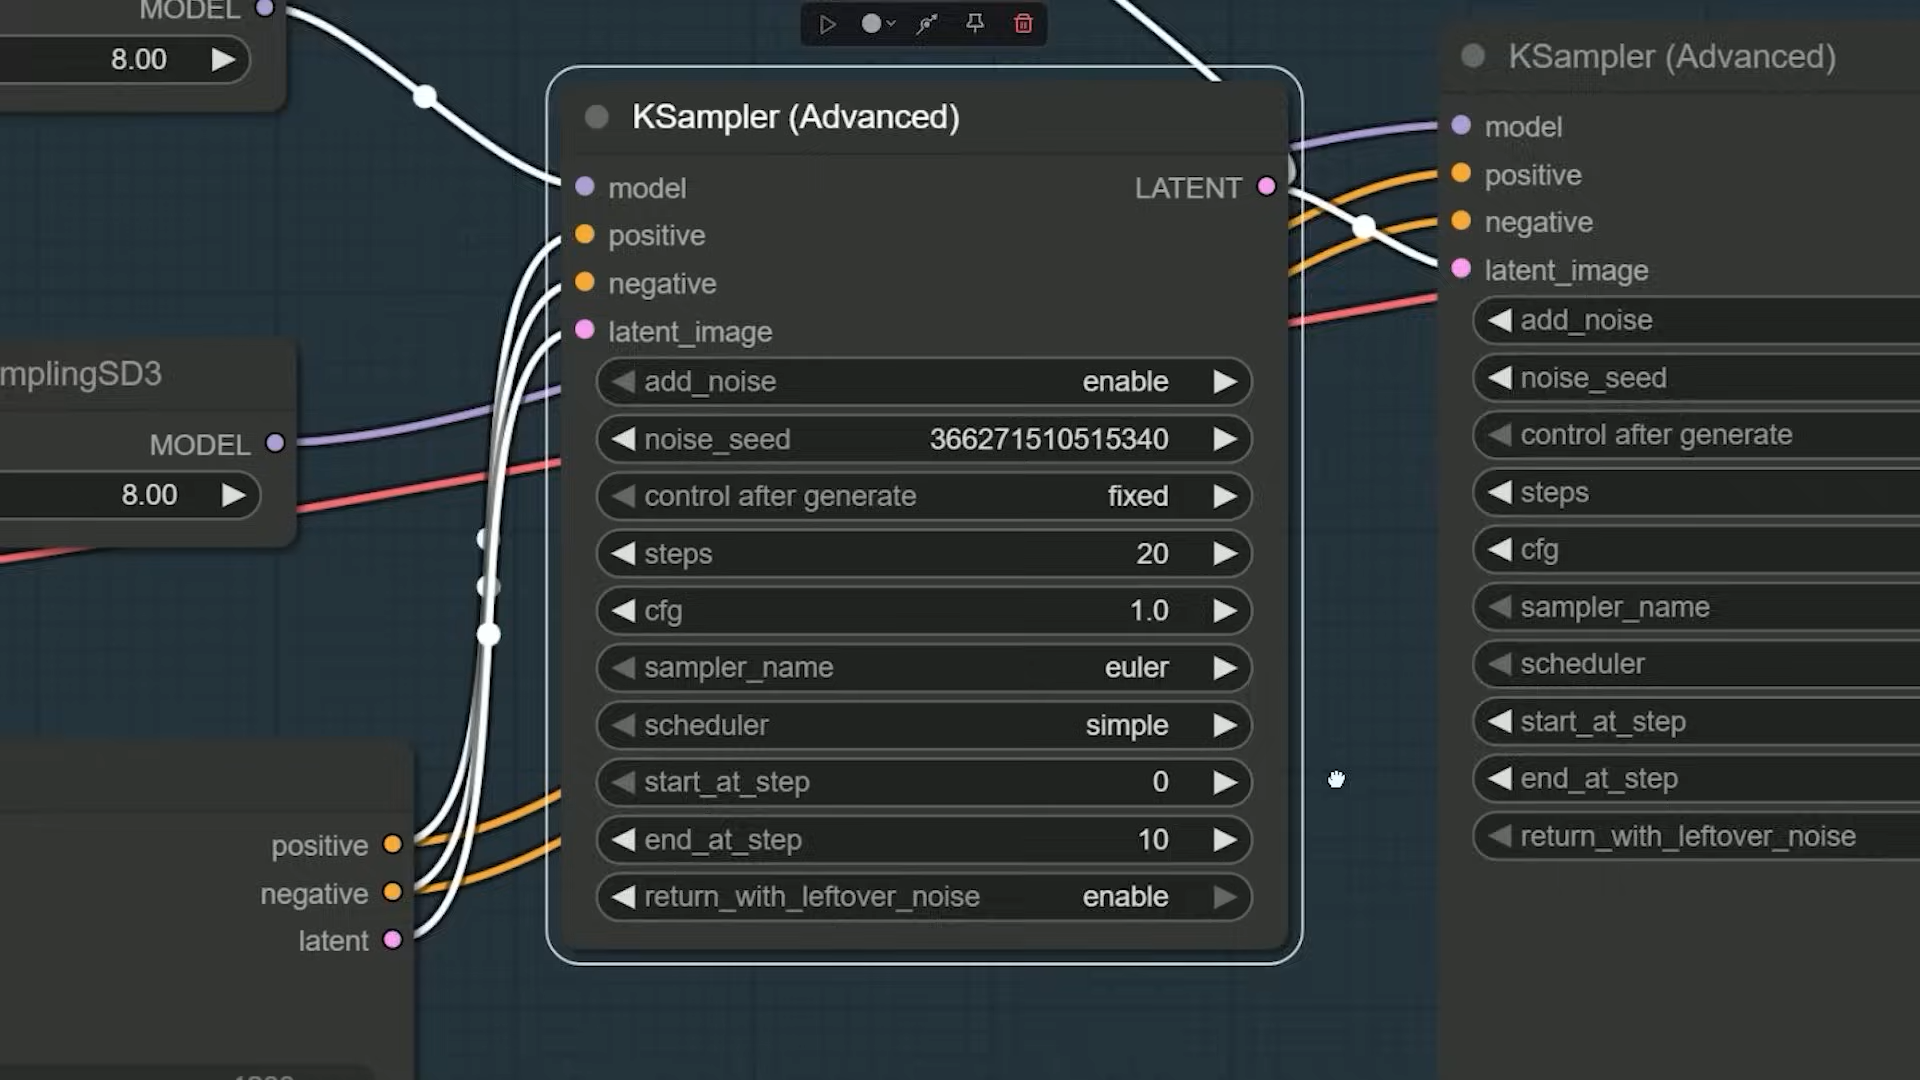 MODEL
8.00
mplingSD3
MODEL
8.00
positive
negative
latent
KSampler (Advanced)
model
LATENT
positive
negative
latent_image
add_noise enable
noise_seed 366271510515340
control after generate fixed
steps 20
cfg 1.0
sampler_name euler
scheduler simple
start_at_step 0
end_at_step 10
return_with_leftover_noise enable
KSampler (Advanced)
model
positive
negative
latent_image
add_noise
noise_seed
control after generate
steps
cfg
sampler_name
scheduler
start_at_step
end_at_step
return_with_leftover_noise